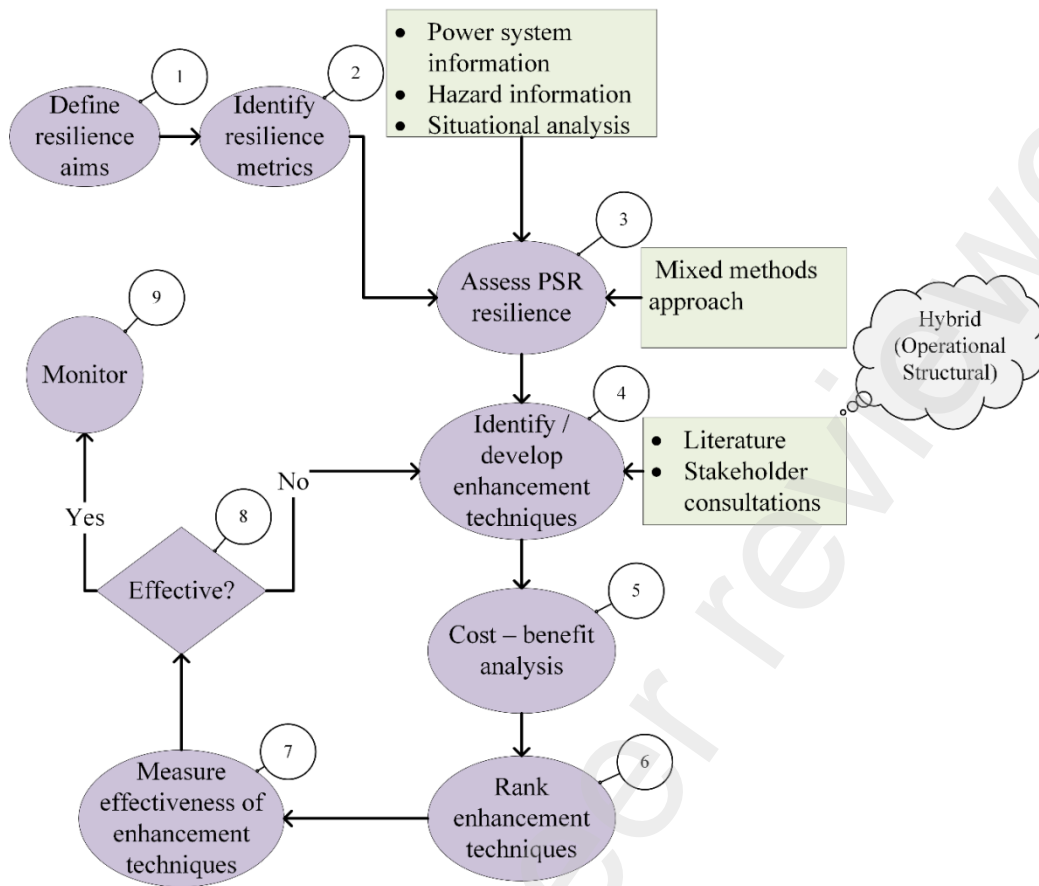 1
Define
resilience
aims
2
Identify
resilience
metrics
• Power system
information
• Hazard information
• Situational analysis
3
Assess PSR
resilience
Mixed methods
approach
Hybrid
(Operational
Structural)
4
Identify /
develop
enhancement
techniques
• Literature
• Stakeholder
consultations
5
Cost – benefit
analysis
6
Rank
enhancement
techniques
7
Measure
effectiveness of
enhancement
techniques
8
Effective?
No
Yes
9
Monitor